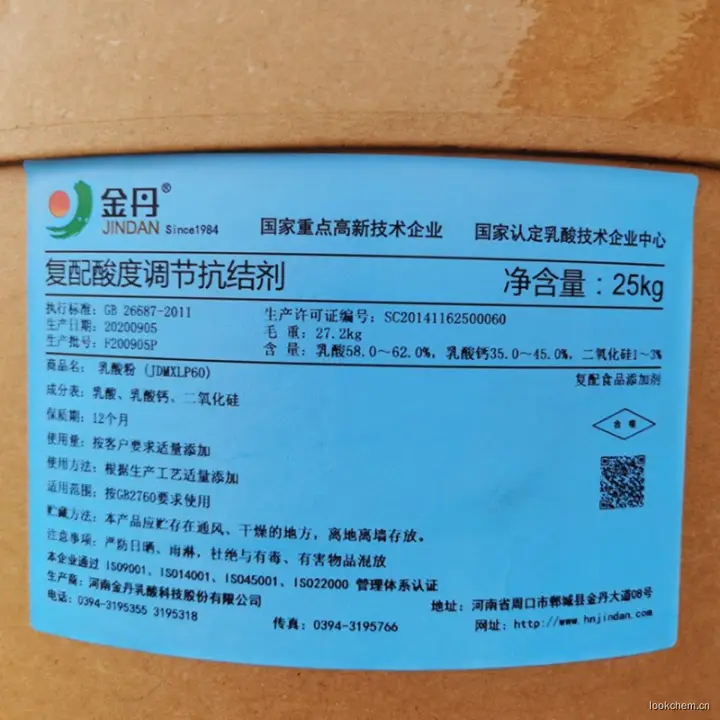 金丹®
JINDAN Since1984
国家重点高新技术企业 国家认定乳酸技术企业中心
复配酸度调节抗结剂 净含量：25kg
执行标准：GB 26687-2011 生产许可证编号：SC20141162500060
生产日期：20200905 毛 重：27.2kg
生产批号：F200905P 含 量：乳酸58.0~62.0%，乳酸钙35.0~45.0%，二氧化硅1~3%
商品名：乳酸粉（JDMXLP60） 复配食品添加剂
成分表：乳酸、乳酸钙、二氧化硅
保质期：12个月
合格
使用量：按客户要求适量添加
使用方法：根据生产工艺适量添加
适用范围：按GB2760要求使用
贮藏方法：本产品应贮存在通风、干燥的地方，离地离墙存放。
注意事项：严防日晒、雨淋，杜绝与有毒、有害物品混放
本企业通过 ISO9001、ISO14001、ISO45001、ISO22000 管理体系认证
生产商：河南金丹乳酸科技股份有限公司 地址：河南省周口市郸城县金丹大道08号
电话：0394-3195355 3195318 传真：0394-3195766 网址：http://www.hnjindan.com
lookchem.cn